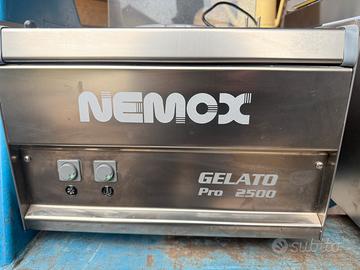 NEMOX
GELATO
Pro 2500
subito